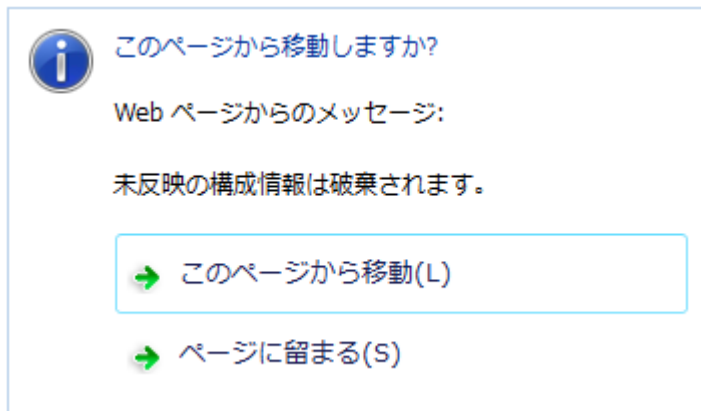 このページから移動しますか?
Web ページからのメッセージ:
未反映の構成情報は破棄されます。
このページから移動(L)
ページに留まる(S)